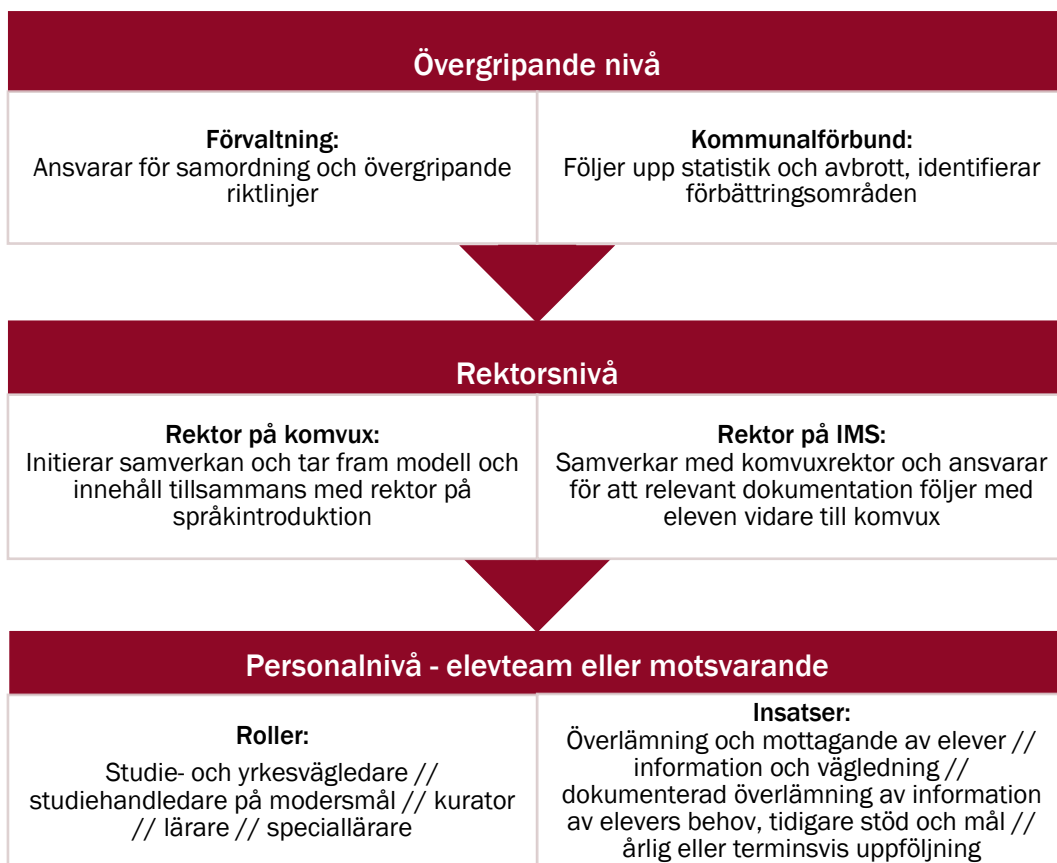 Övergripande nivå
Förvaltning:
Ansvarar för samordning och övergripande
riktlinjer
Kommunalförbund:
Följer upp statistik och avbrott, identifierar
förbättringsområden
Rektorsnivå
Rektor på komvux:
Initierar samverkan och tar fram modell och
innehåll tillsammans med rektor på
språkintroduktion
Rektor på IMS:
Samverkar med komvuxrektor och ansvarar
för att relevant dokumentation följer med
eleven vidare till komvux
Personalnivå - elevteam eller motsvarande
Roller:
Studie- och yrkesvägledare //
studiehandledare på modersmål // kurator
// lärare // speciallärare
Insatser:
Överlämning och mottagande av elever //
information och vägledning //
dokumenterad överlämning av information
av elevers behov, tidigare stöd och mål //
årlig eller terminsvis uppföljning